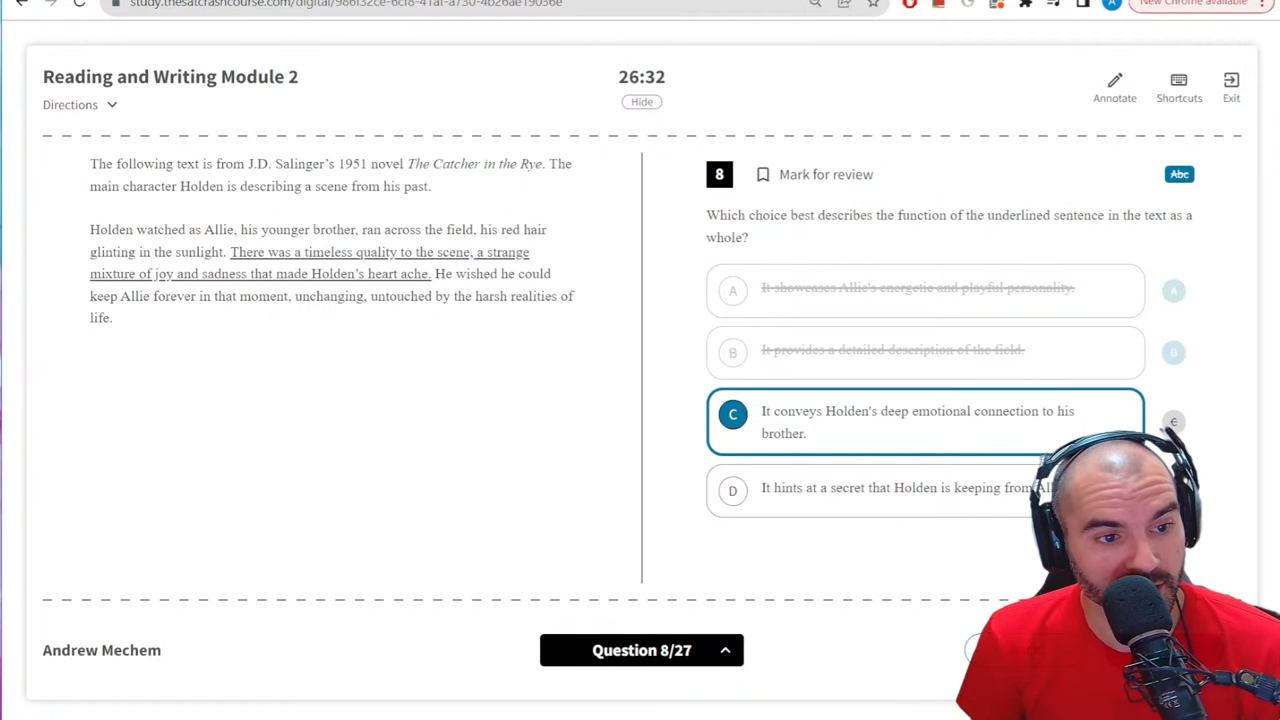 study.thesatcrashcourse.com/digital/
New Chrome available
Reading and Writing Module 2
26:32
Directions
Hide
Annotate
Shortcuts
Exit
The following text is from J.D. Salinger's 1951 novel The Catcher in the Rye. The
main character Holden is describing a scene from his past.
Holden watched as Allie, his younger brother, ran across the field, his red hair
glinting in the sunlight. There was a timeless quality to the scene, a strange
mixture of joy and sadness that made Holden's heart ache. He wished he could
keep Allie forever in that moment, unchanging, untouched by the harsh realities of
life.
8
Mark for review
Abc
Which choice best describes the function of the underlined sentence in the text as a
whole?
A
It showcases Allie's energetic and playful personality.
A
B
It provides a detailed description of the field.
B
C
It conveys Holden's deep emotional connection to his
brother.
C
D
It hints at a secret that Holden is keeping from
Andrew Mechem
Question 8/27